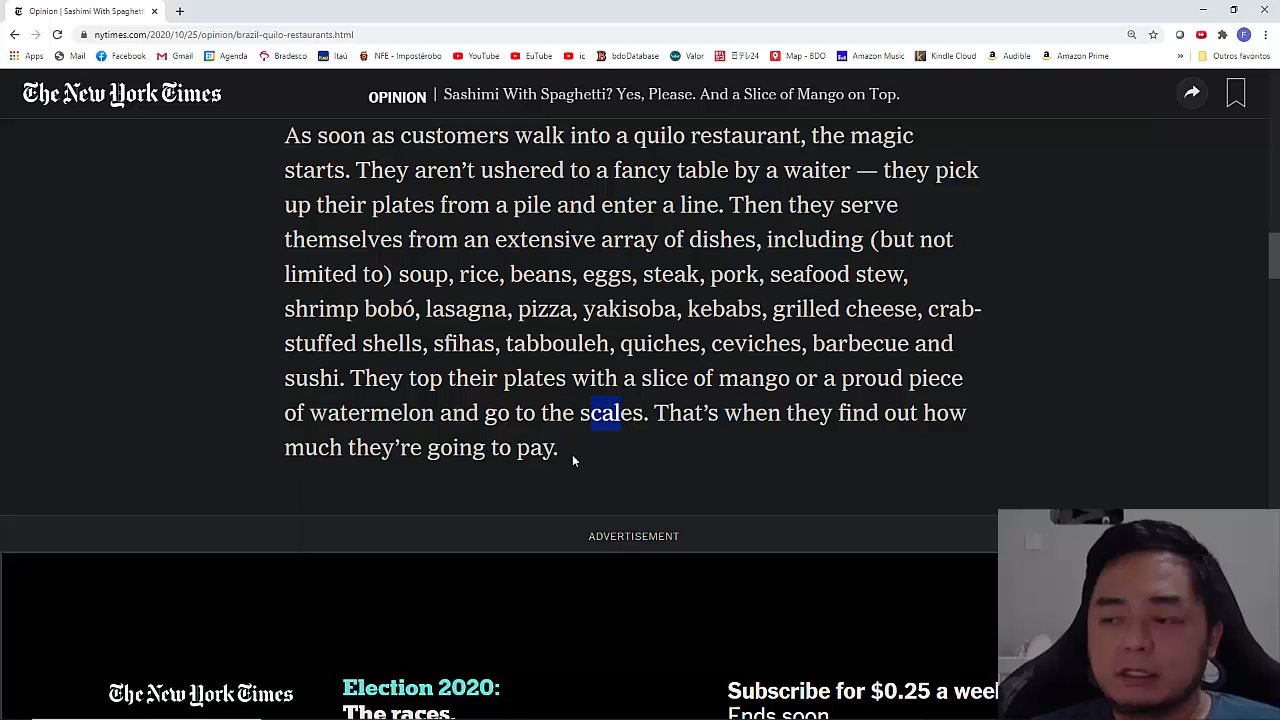 Opinion | Sashimi With Spaghett
nytimes.com/2020/10/25/opinion/brazil-quilo-restaurants.html
Apps Gmail Facebook Gmail Agenda Bradesco Itaú NFE - Impostérobo YouTube EuTube ic bdoDatabase Valor 日テレ24 Map - 8DO Amazon Music Kindle Cloud Audible Amazon Prime » Outros favoritos
The New York Times OPINION | Sashimi With Spaghetti? Yes, Please. And a Slice of Mango on Top.
As soon as customers walk into a quilo restaurant, the magic
starts. They aren’t ushered to a fancy table by a waiter — they pick
up their plates from a pile and enter a line. Then they serve
themselves from an extensive array of dishes, including (but not
limited to) soup, rice, beans, eggs, steak, pork, seafood stew,
shrimp bobó, lasagna, pizza, yakisoba, kebabs, grilled cheese, crab-
stuffed shells, sfihas, tabbouleh, quiches, ceviches, barbecue and
sushi. They top their plates with a slice of mango or a proud piece
of watermelon and go to the scales. That’s when they find out how
much they’re going to pay.
ADVERTISEMENT
The New York Times
Election 2020:
The races.
Subscribe for $0.25 a wee
Ends soon